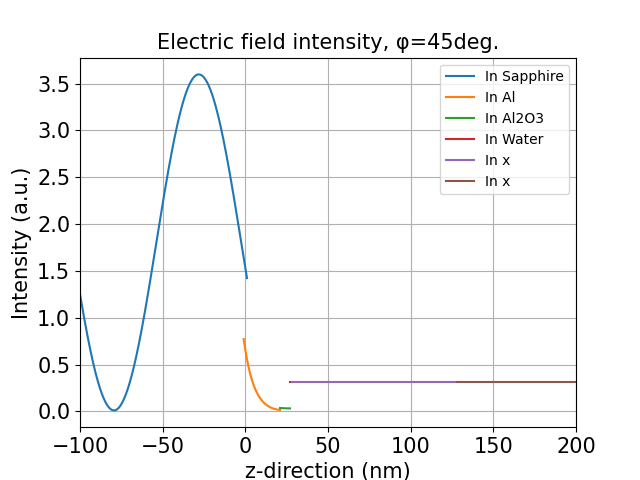 Electric field intensity, φ=45deg.
In Sapphire
In Al
In Al2O3
In Water
In x
In x
Intensity (a.u.)
3.5
3.0
2.5
2.0
1.5
1.0
0.5
0.0
−100 −50 0 50 100 150 200
z-direction (nm)